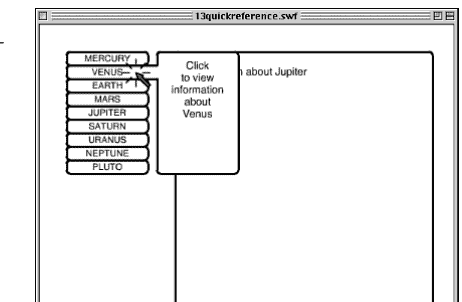 13quickreference.swf
MERCURY
VENUS
EARTH
MARS
JUPITER
SATURN
URANUS
NEPTUNE
PLUTO
Click
to view
information
about
Venus
about Jupiter